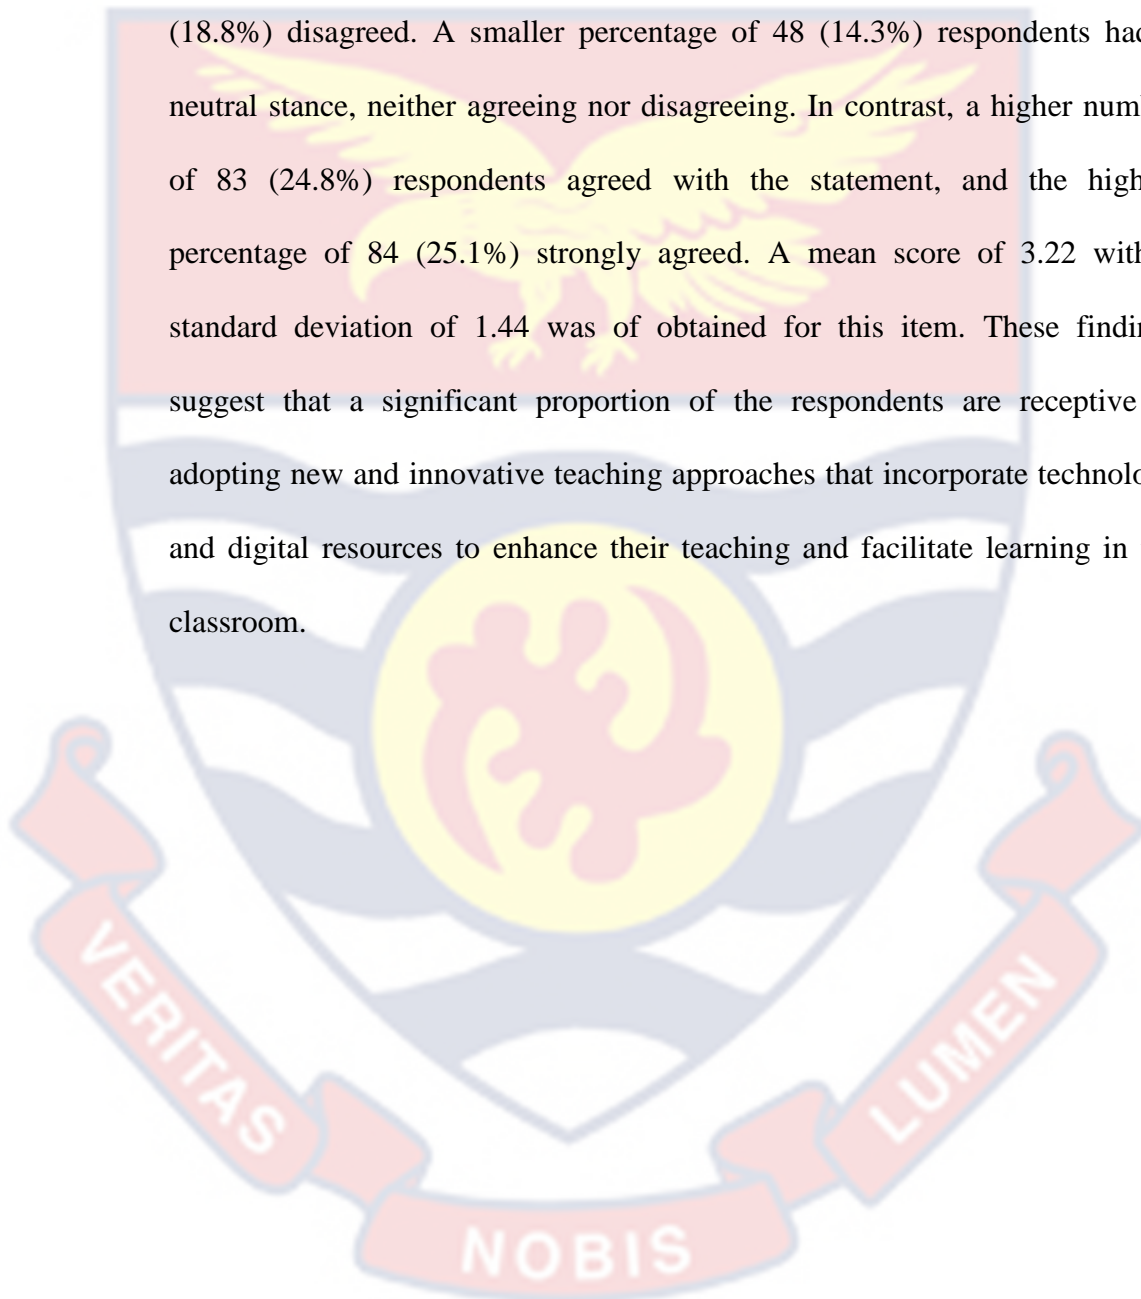 (18.8%) disagreed. A smaller percentage of 48 (14.3%) respondents had
neutral stance, neither agreeing nor disagreeing. In contrast, a higher
of 83 (24.8%) respondents agreed with the statement, and the
percentage of 84 (25.1%) strongly agreed. A mean score of 3.22 with
standard deviation of 1.44 was of obtained for this item. These
suggest that a significant proportion of the respondents are receptive
adopting new and innovative teaching approaches that incorporate
and digital resources to enhance their teaching and facilitate learning in
classroom.
VERITAS
NOBIS
LUMEN